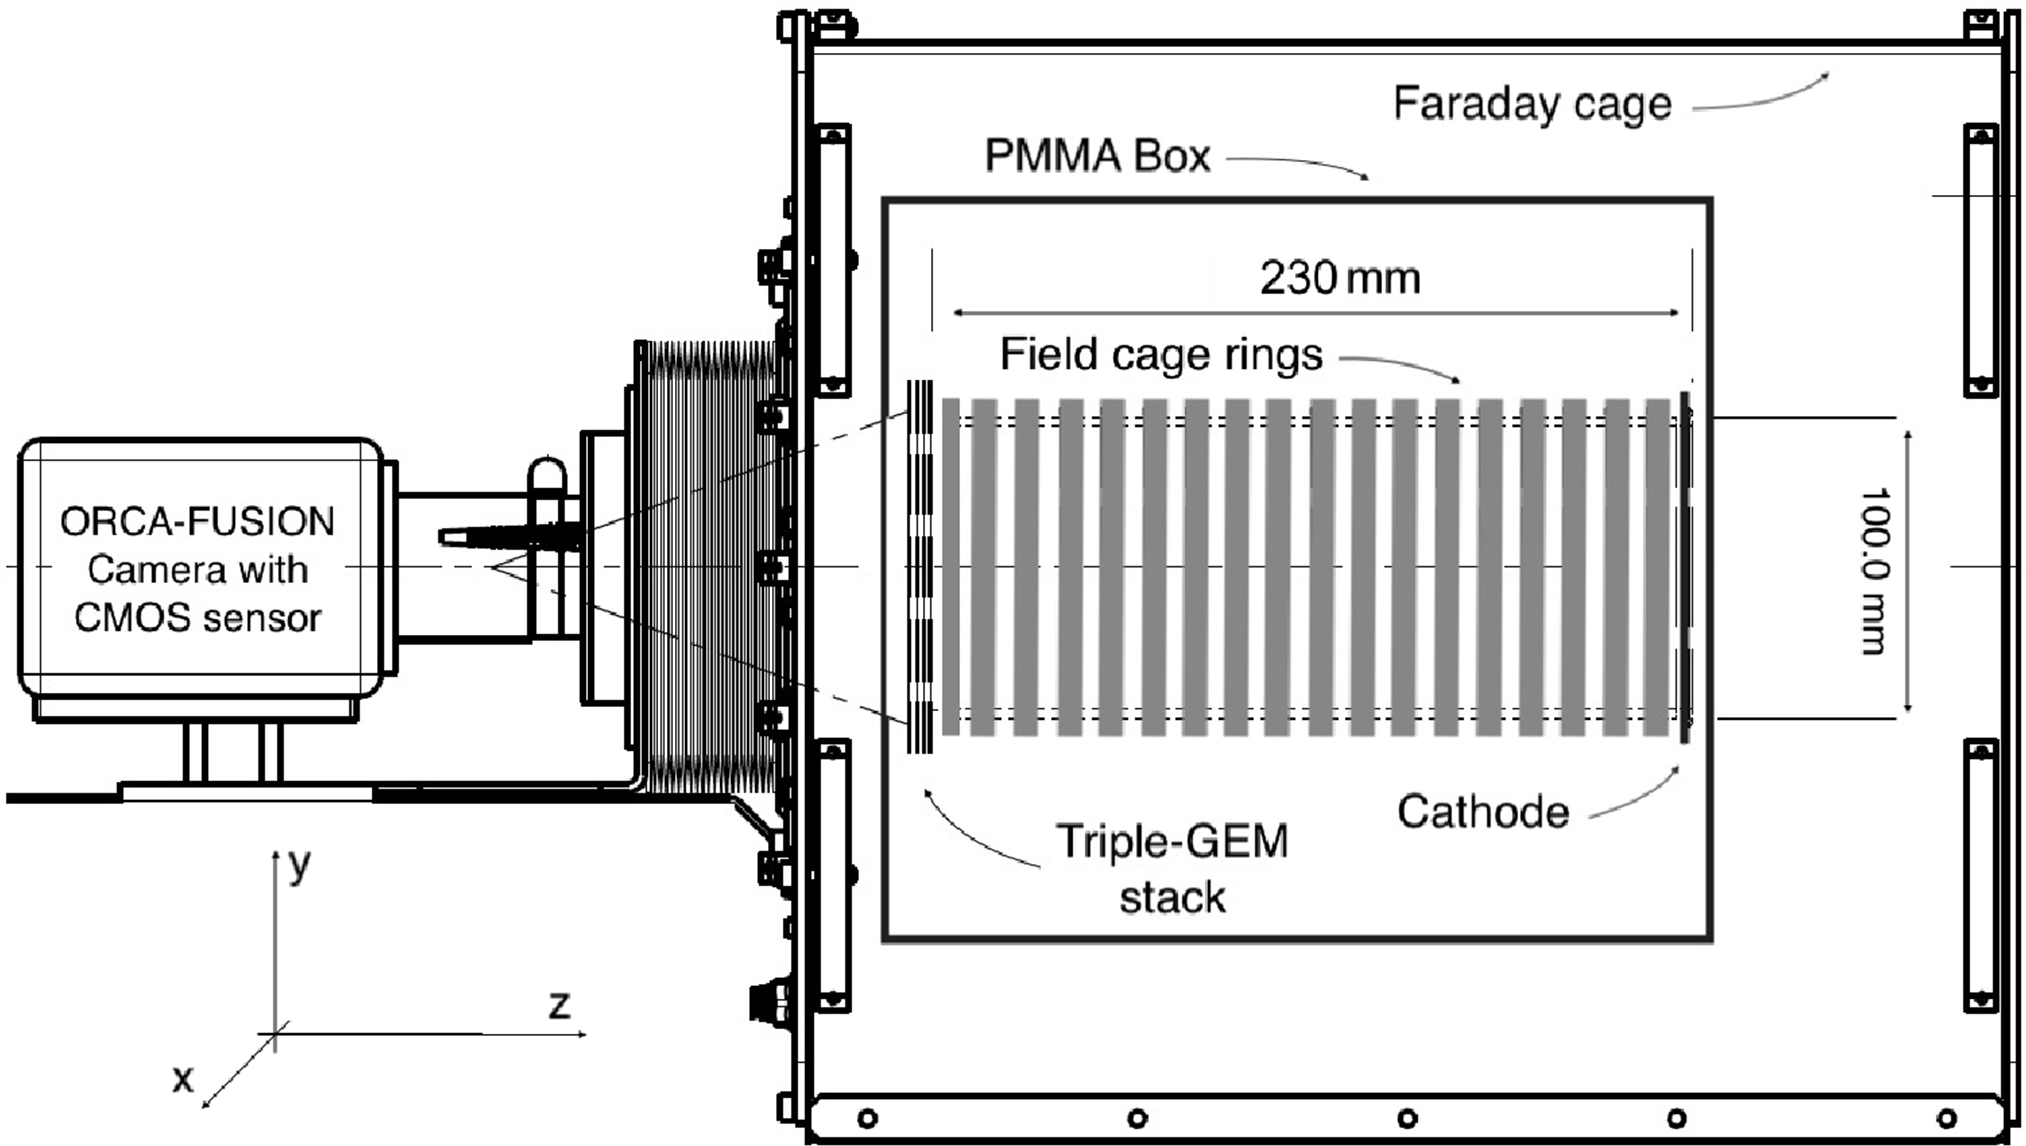 Faraday cage
PMMA Box
230 mm
Field cage rings
ORCA-FUSION
Camera with
CMOS sensor
100.0 mm
Cathode
Triple-GEM
stack
y
z
x